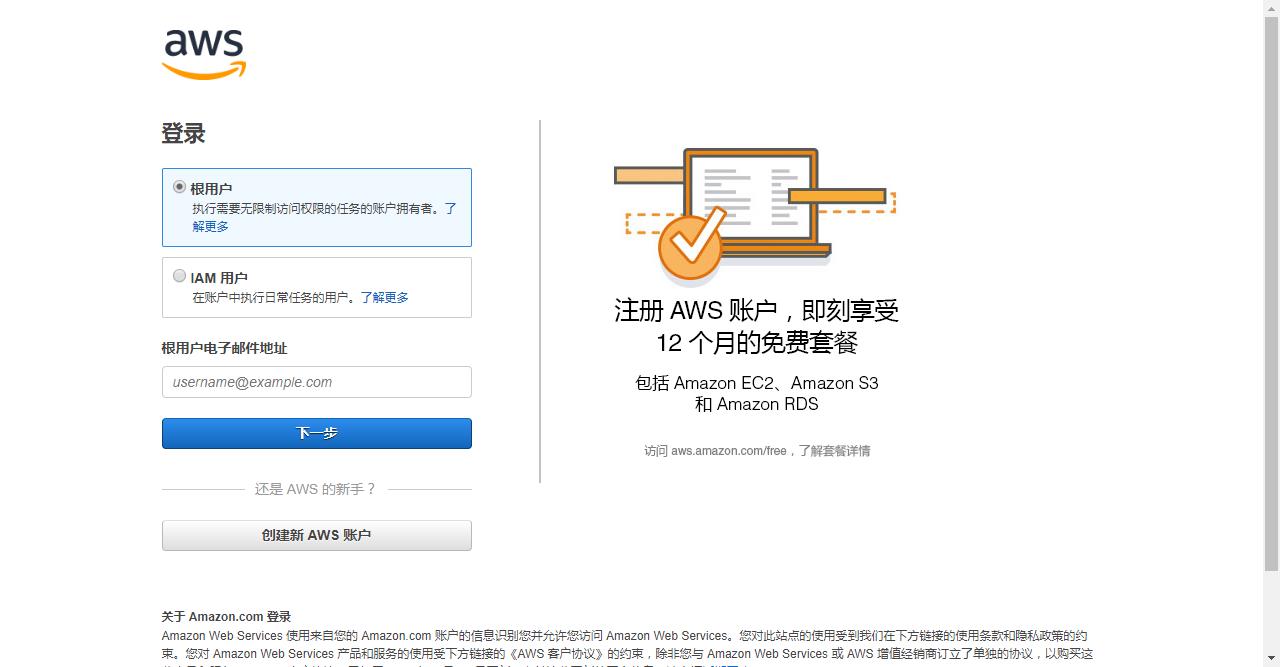 aws
登录
根用户
执行需要无限制访问权限的任务的账户拥有者。了
解更多
IAM 用户
在账户中执行日常任务的用户。了解更多
根用户电子邮件地址
username@example.com
下一步
还是 AWS 的新手？
创建新 AWS 账户
注册 AWS 账户，即刻享受
12 个月的免费套餐
包括 Amazon EC2、Amazon S3
和 Amazon RDS
访问 aws.amazon.com/free，了解套餐详情
关于 Amazon.com 登录
Amazon Web Services 使用来自您的 Amazon.com 账户的信息识别您并允许您访问 Amazon Web Services。您对此站点的使用受到我们在下方链接的使用条款和隐私政策的约
束。您对 Amazon Web Services 产品和服务的使用受下方链接的《AWS 客户协议》的约束，除非您与 Amazon Web Services 或 AWS 增值经销商订立了单独的协议，以购买这